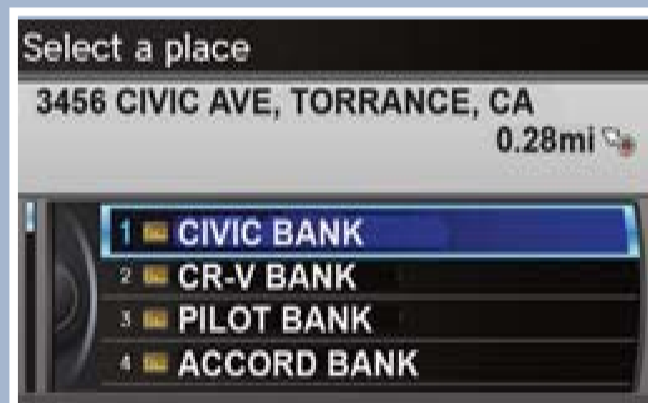 Select a place
3456 CIVIC AVE, TORRANCE, CA
0.28mi
1 CIVIC BANK
2 CR-V BANK
3 PILOT BANK
4 ACCORD BANK